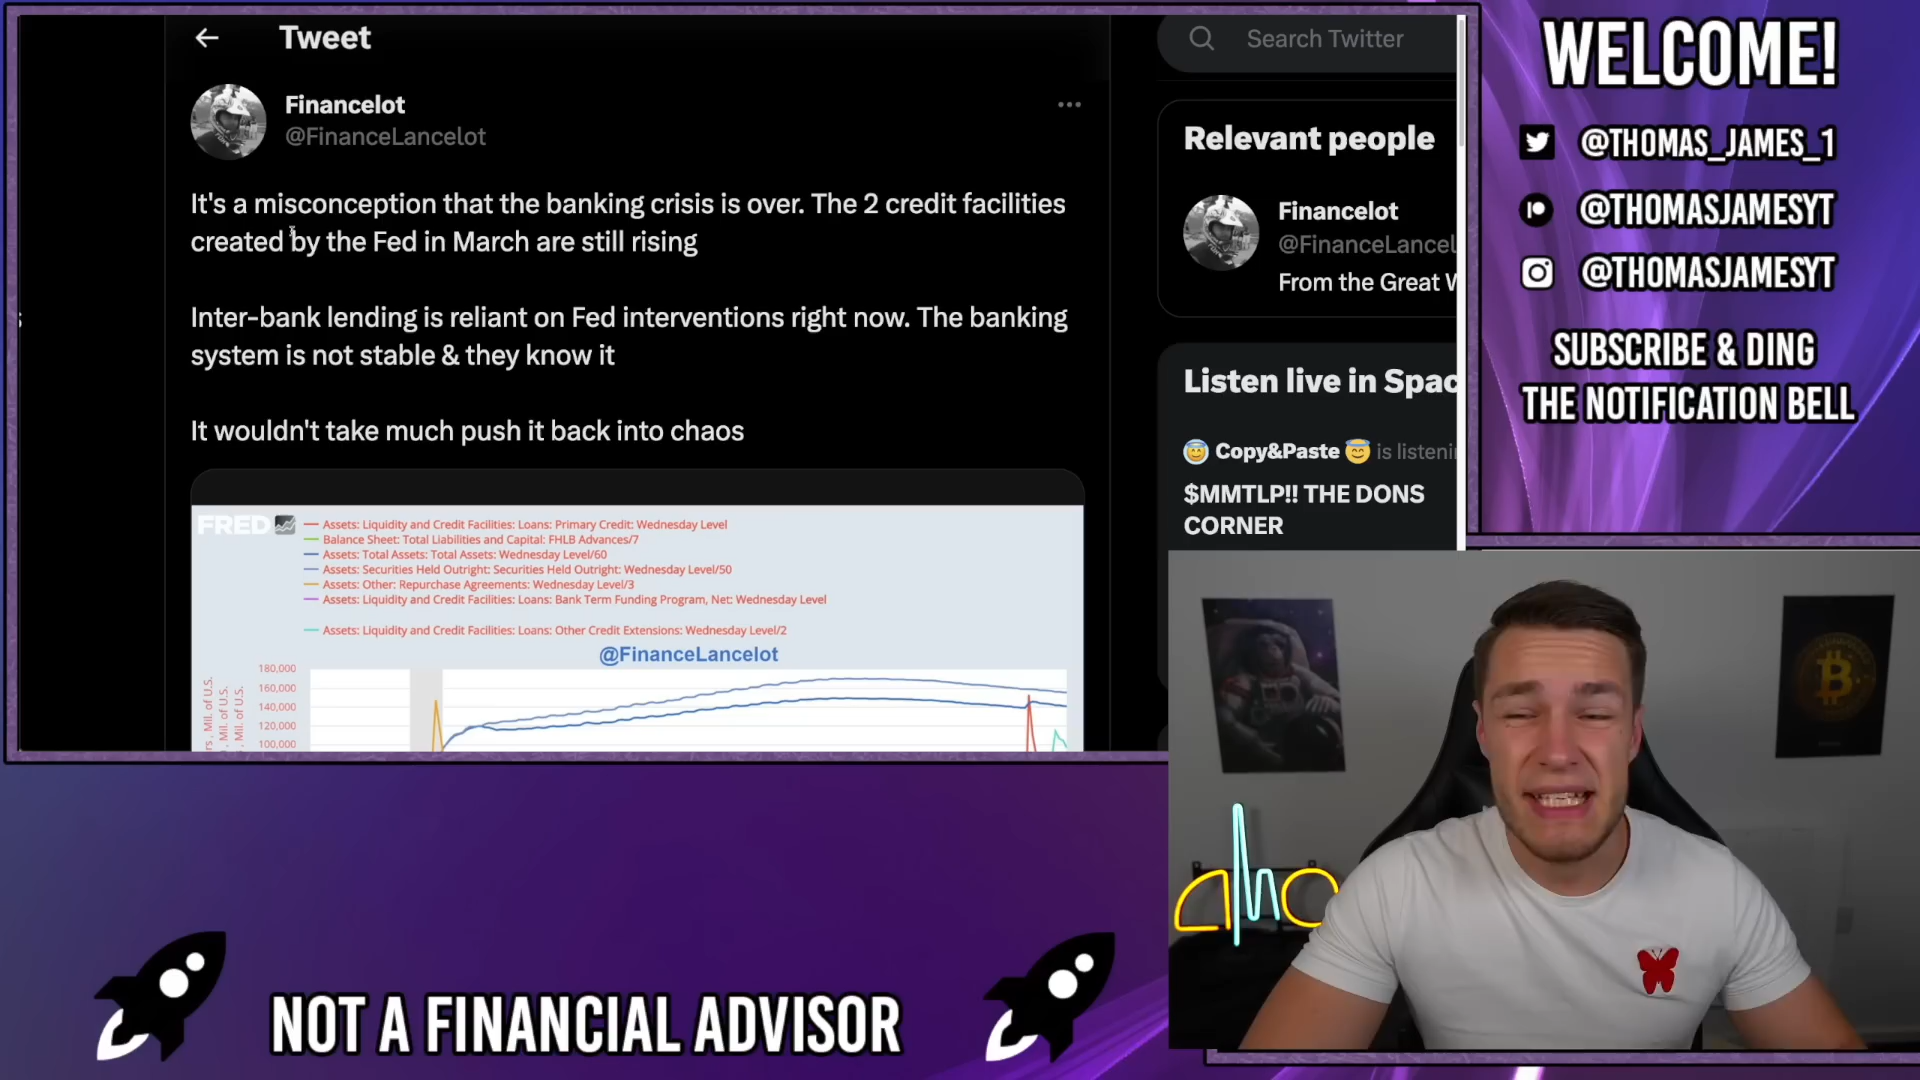 Tweet
Financelot
@FinanceLancelot
It's a misconception that the banking crisis is over. The 2 credit facilities
created by the Fed in March are still rising
Inter-bank lending is reliant on Fed interventions right now. The banking
system is not stable & they know it
It wouldn't take much push it back into chaos
FRED
Assets: Liquidity and Credit Facilities: Loans: Primary Credit: Wednesday Level
Balance Sheet: Total Liabilities and Capital: FHLB Advances/7
Assets: Total Assets: Total Assets: Wednesday Level/60
Assets: Securities Held Outright: Securities Held Outright: Wednesday Level/50
Assets: Other: Repurchase Agreements: Wednesday Level/3
Assets: Liquidity and Credit Facilities: Loans: Bank Term Funding Program, Net: Wednesday Level
Assets: Liquidity and Credit Facilities: Loans: Other Credit Extensions: Wednesday Level/2
@FinanceLancelot
180,000
160,000
140,000
120,000
100,000
rs, Mil. of U.S.
, Mil. of U.S.
, Mil. of U.S.
Search Twitter
Relevant people
Financelot
@FinanceLancel
From the Great W
Listen live in Spac
Copy&Paste is listenin
$MMTLP!! THE DONS
CORNER
WELCOME!
@THOMAS_JAMES_1
@THOMASJAMESYT
@THOMASJAMESYT
SUBSCRIBE & DING
THE NOTIFICATION BELL
NOT A FINANCIAL ADVISOR